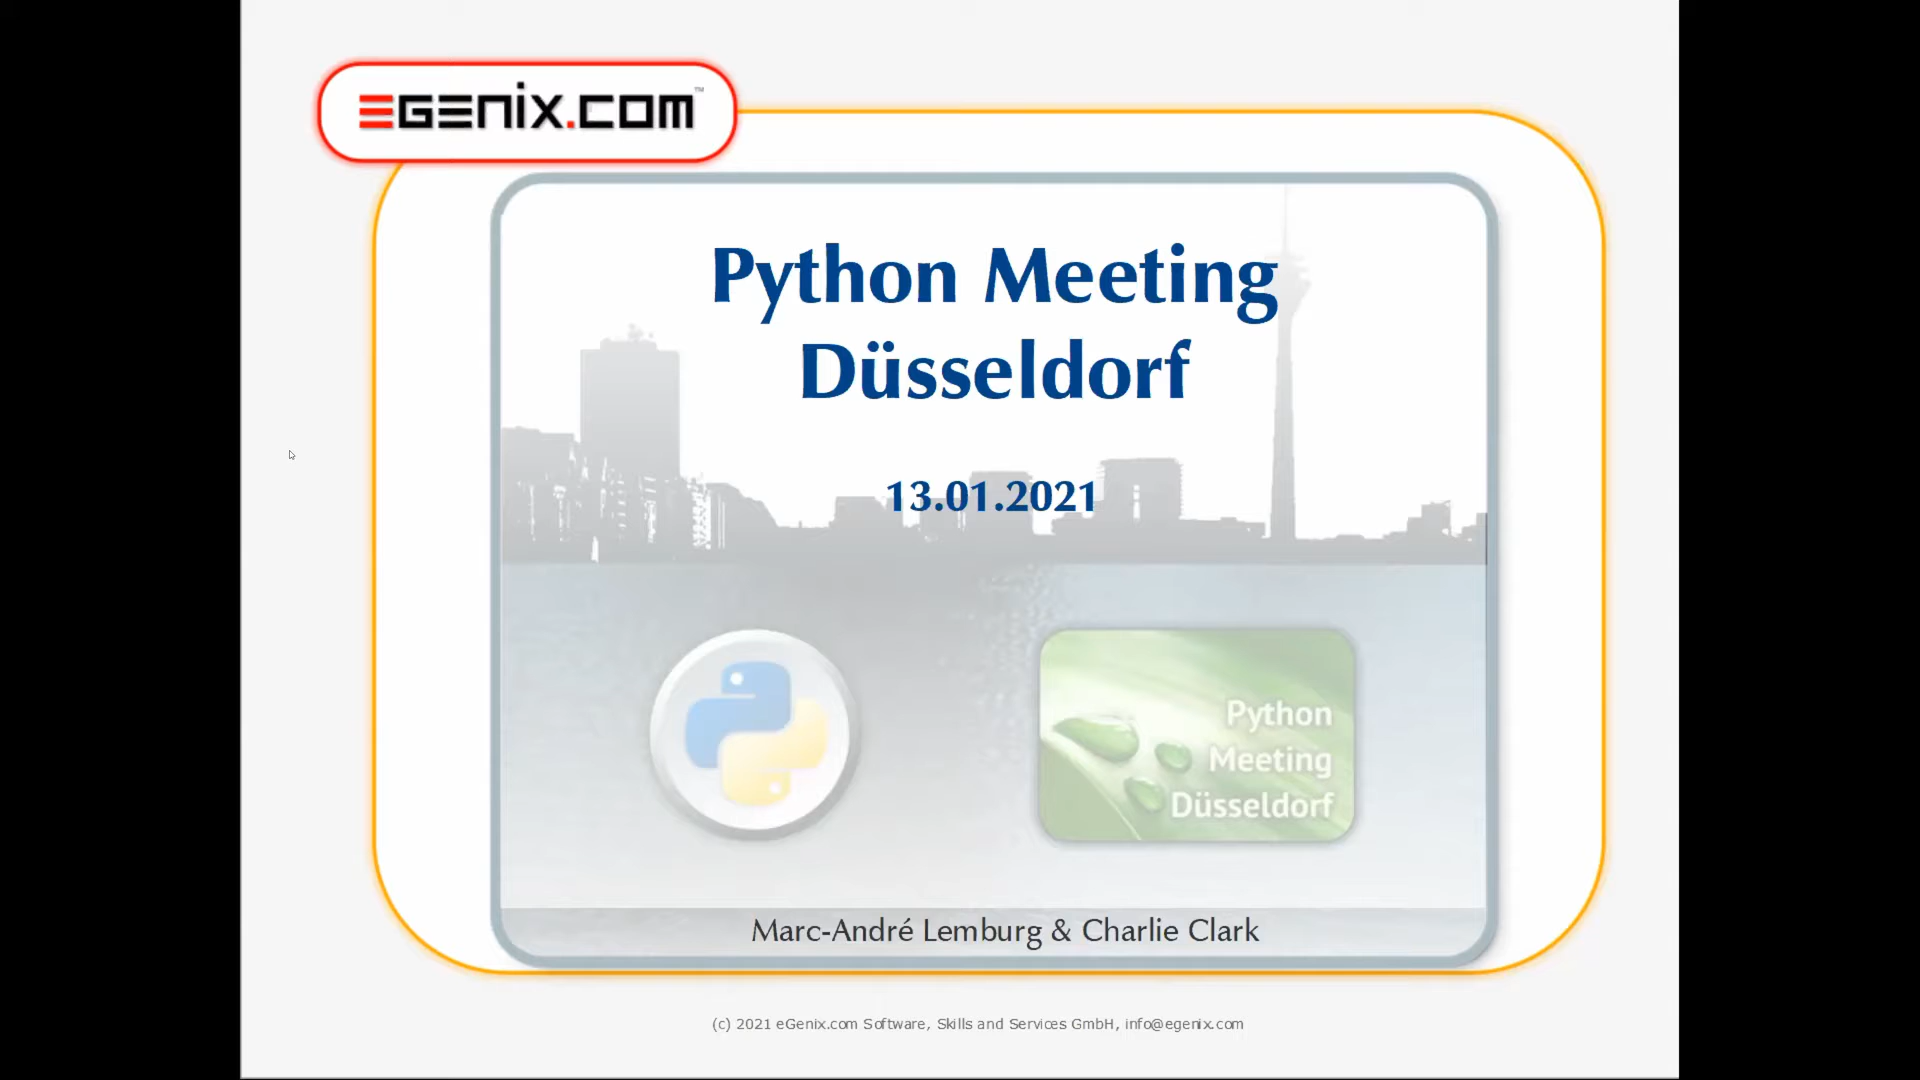 EGENIX.COM™
Python Meeting
Düsseldorf
13.01.2021
Python
Meeting
Düsseldorf
Marc-André Lemburg & Charlie Clark
(c) 2021 eGenix.com Software, Skills and Services GmbH, info@egenix.com